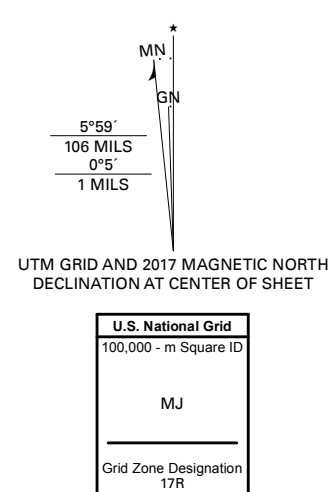 ★
MN
GN
5°59´
106 MILS
0°5´
1 MILS
UTM GRID AND 2017 MAGNETIC NORTH
DECLINATION AT CENTER OF SHEET
U.S. National Grid
100,000 - m Square ID
MJ
Grid Zone Designation
17R